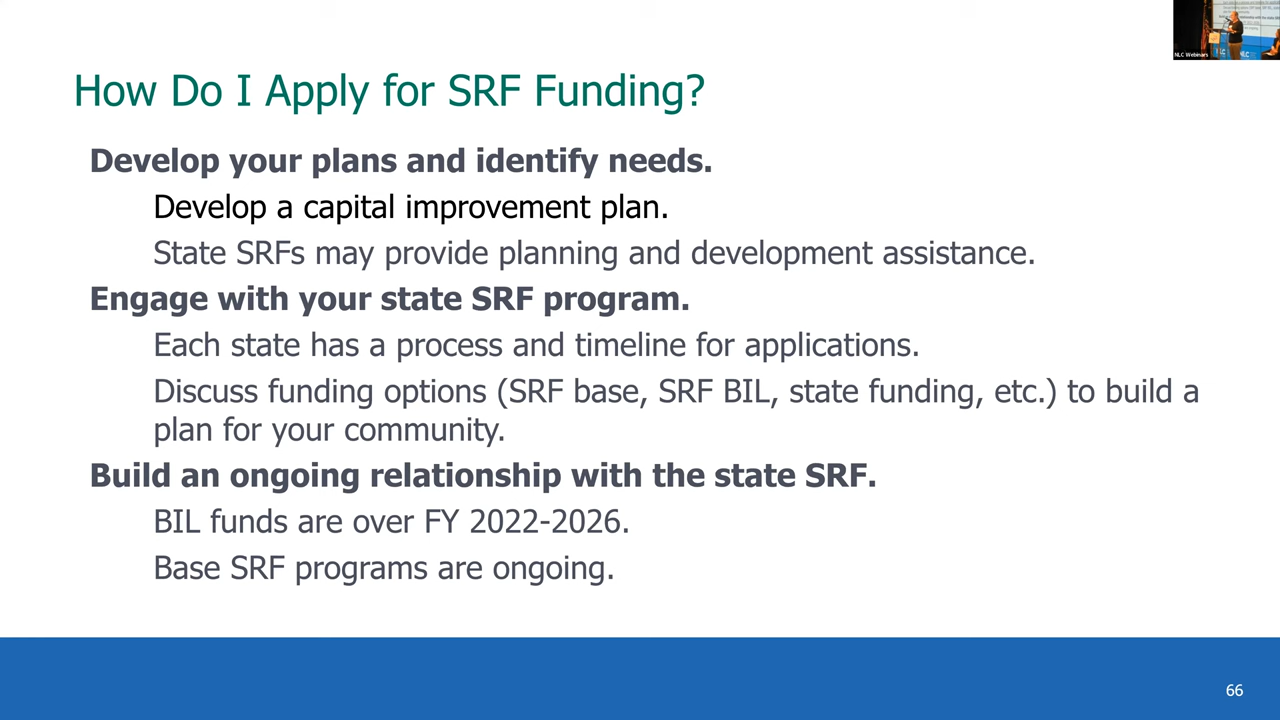 NLC Webinars
How Do I Apply for SRF Funding?
Develop your plans and identify needs.
Develop a capital improvement plan.
State SRFs may provide planning and development assistance.
Engage with your state SRF program.
Each state has a process and timeline for applications.
Discuss funding options (SRF base, SRF BIL, state funding, etc.) to build a
plan for your community.
Build an ongoing relationship with the state SRF.
BIL funds are over FY 2022-2026.
Base SRF programs are ongoing.
66